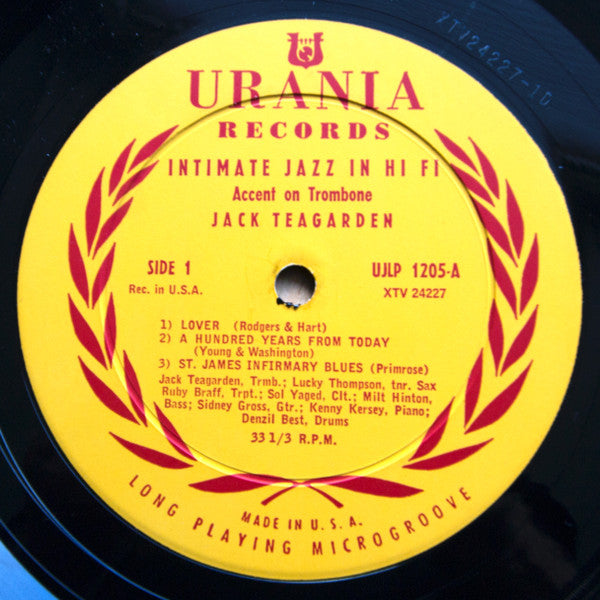 XTV24227-1D
URANIA
RECORDS
INTIMATE JAZZ IN HI FI
Accent on Trombone
JACK TEAGARDEN
SIDE 1
Rec. in U.S.A.
UJLP 1205-A
XTV 24227
1) LOVER (Rodgers & Hart)
2) A HUNDRED YEARS FROM TODAY
(Young & Washington)
3) ST. JAMES INFIRMARY BLUES (Primrose)
Jack Teagarden, Trmb.; Lucky Thompson, tnr. Sax
Ruby Braff, Trpt.; Sol Yaged, Clt.; Milt Hinton,
Bass; Sidney Gross, Gtr.; Kenny Kersey, Piano;
Denzil Best, Drums
33 1/3 R.P.M.
MADE IN U.S.A.
LONG PLAYING MICROGROOVE